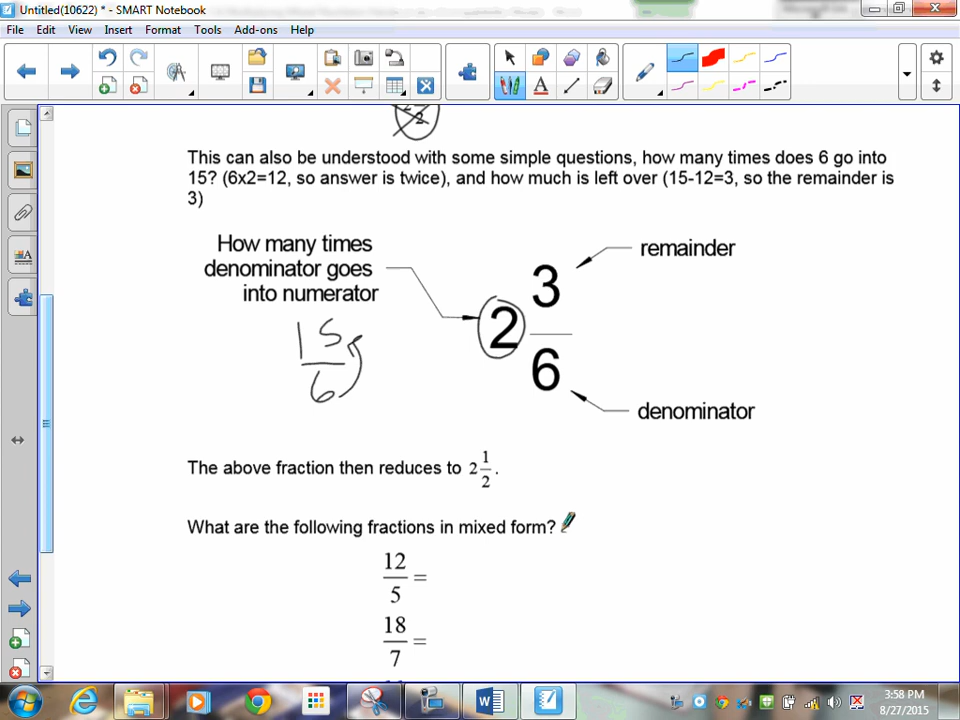 Untitled(10622) * - SMART Notebook
File Edit View Insert Format Tools Add-ons Help
2
This can also be understood with some simple questions, how many times does 6 go into
15? (6x2=12, so answer is twice), and how much is left over (15-12=3, so the remainder is
3)
How many times
denominator goes
into numerator
15
6
2 3
6
remainder
denominator
The above fraction then reduces to 2 1/2.
What are the following fractions in mixed form?
12
5 =
18
7 =
3:58 PM
8/27/2015